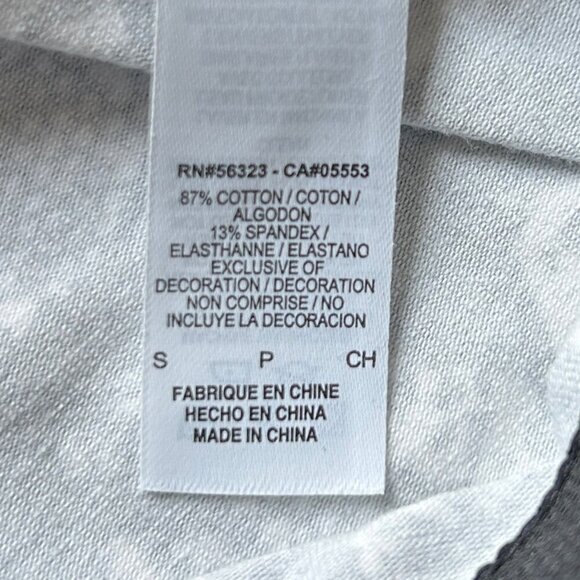 RN#56323 - CA#05553
87% COTTON / COTON /
ALGODON
13% SPANDEX /
ELASTHANNE / ELASTANO
EXCLUSIVE OF
DECORATION / DECORATION
NON COMPRISE / NO
INCLUYE LA DECORACION
S P CH
FABRIQUE EN CHINE
HECHO EN CHINA
MADE IN CHINA